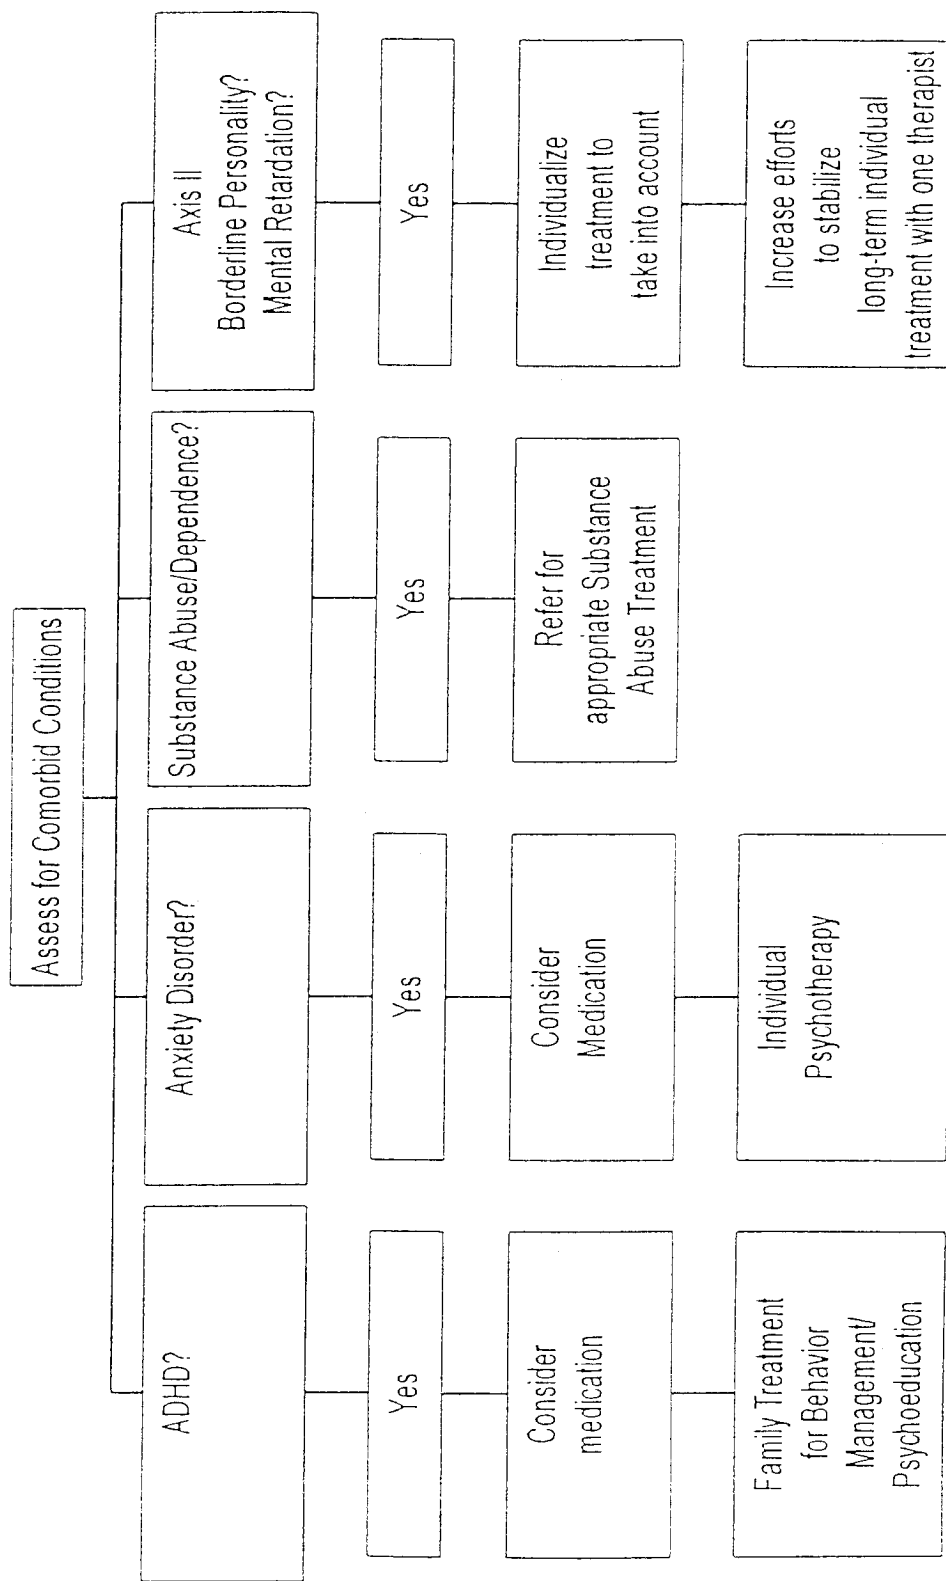 Assess for Comorbid Conditions
ADHD?
Yes
Consider
medication
Family Treatment
for Behavior
Management/
Psychoeducation
Anxiety Disorder?
Yes
Consider
Medication
Individual
Psychotherapy
Substance Abuse/Dependence?
Yes
Refer for
appropriate Substance
Abuse Treatment
Axis II
Borderline Personality?
Mental Retardation?
Yes
Individualize
treatment to
take into account
Increase efforts
to stabilize
long-term individual
treatment with one therapist